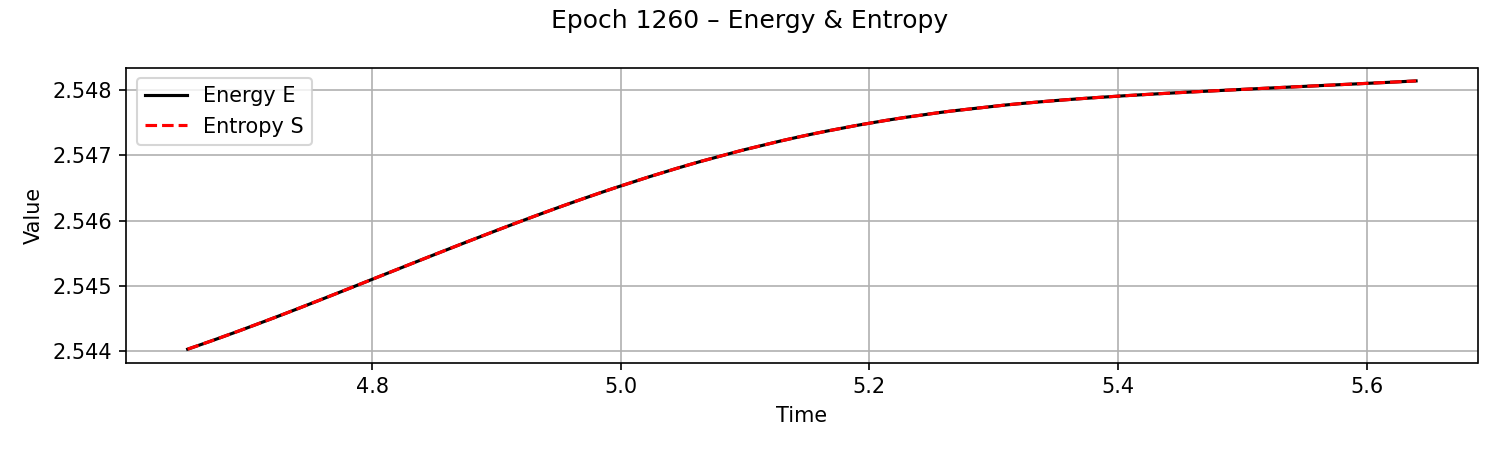 Epoch 1260 – Energy & Entropy
Energy E
Entropy S
Value
2.548
2.547
2.546
2.545
2.544
4.8 5.0 5.2 5.4 5.6
Time